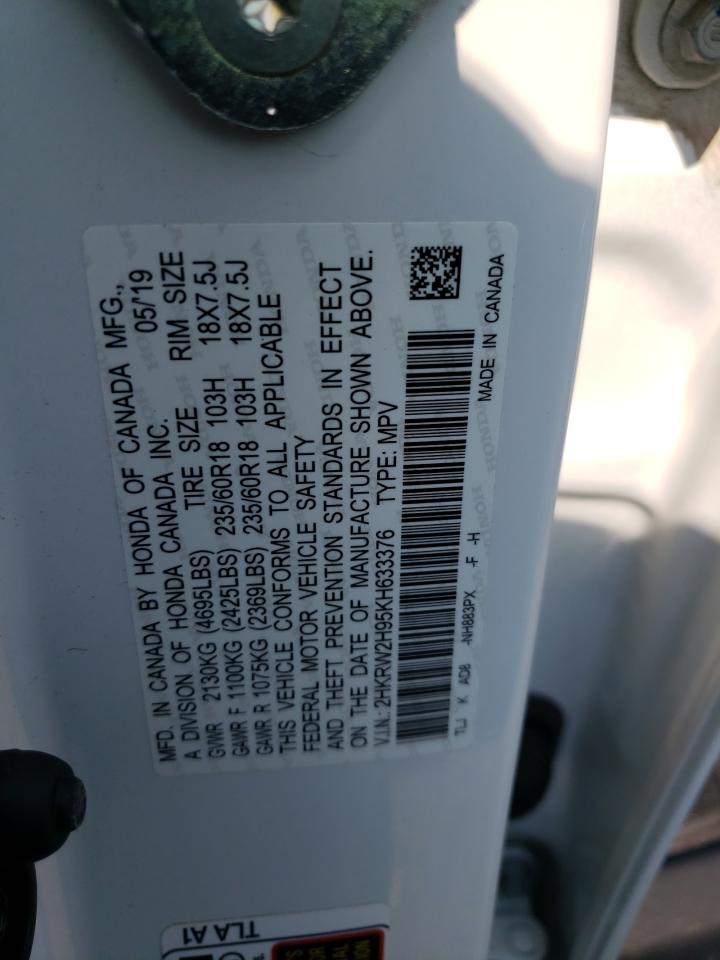 MFD. IN CANADA BY HONDA OF CANADA MFG.,
A DIVISION OF HONDA CANADA INC. 05/'19
GVWR 2130KG (4695LBS) TIRE SIZE RIM SIZE
GAWR F 1100KG (2425LBS) 235/60R18 103H 18X7.5J
GAWR R 1075KG (2369LBS) 235/60R18 103H 18X7.5J
THIS VEHICLE CONFORMS TO ALL APPLICABLE
FEDERAL MOTOR VEHICLE SAFETY
AND THEFT PREVENTION STANDARDS IN EFFECT
ON THE DATE OF MANUFACTURE SHOWN ABOVE.
V.I.N.: 2HKRW2H95KH633376 TYPE: MPV
TLJ K AD8 -NH883PX -F -H MADE IN CANADA
TLA A1